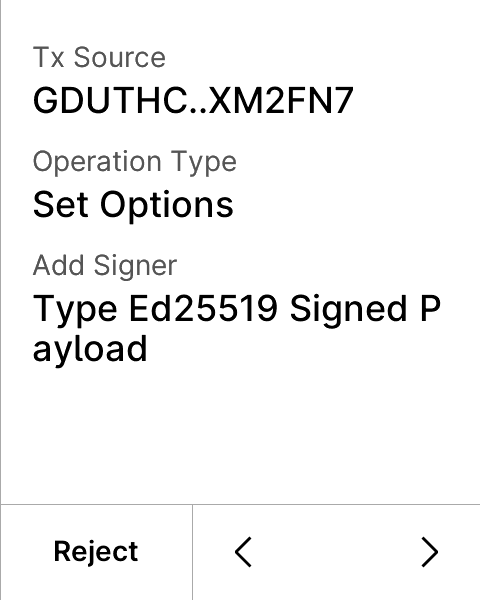 Tx Source
GDUTHC..XM2FN7
Operation Type
Set Options
Add Signer
Type Ed25519 Signed P
ayload
Reject